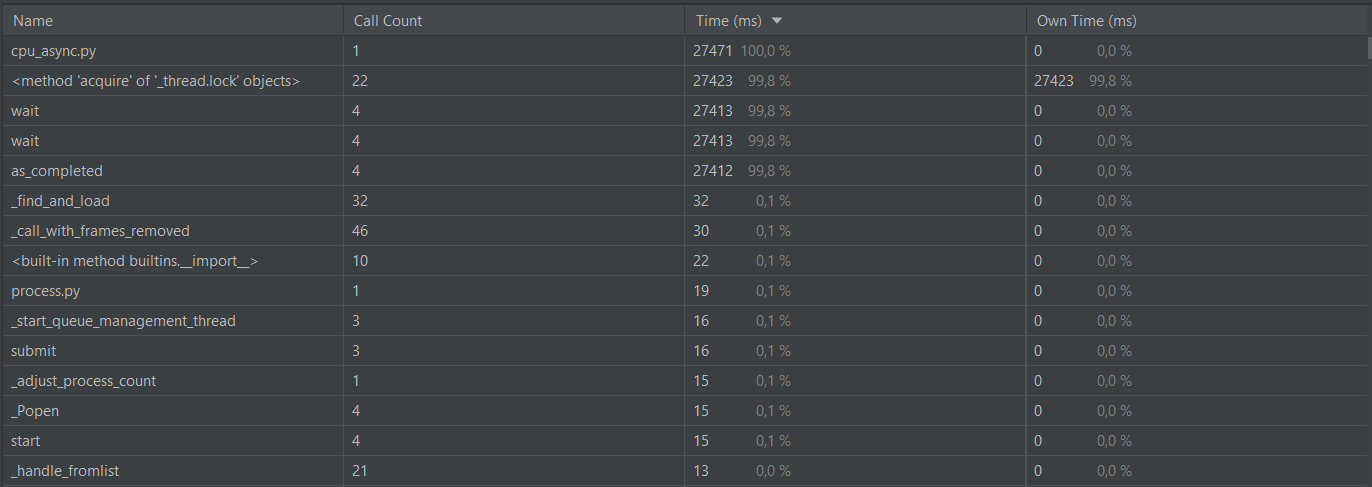 Name Call Count Time (ms) Own Time (ms)
cpu_async.py 1 27471 100,0 % 0 0,0 %
<method 'acquire' of '_thread.lock' objects> 22 27423 99,8 % 27423 99,8 %
wait 4 27413 99,8 % 0 0,0 %
wait 4 27413 99,8 % 0 0,0 %
as_completed 4 27412 99,8 % 0 0,0 %
_find_and_load 32 32 0,1 % 0 0,0 %
_call_with_frames_removed 46 30 0,1 % 0 0,0 %
<built-in method builtins.__import__> 10 22 0,1 % 0 0,0 %
process.py 1 19 0,1 % 0 0,0 %
_start_queue_management_thread 3 16 0,1 % 0 0,0 %
submit 3 16 0,1 % 0 0,0 %
_adjust_process_count 1 15 0,1 % 0 0,0 %
_Popen 4 15 0,1 % 0 0,0 %
start 4 15 0,1 % 0 0,0 %
_handle_fromlist 21 13 0,0 % 0 0,0 %